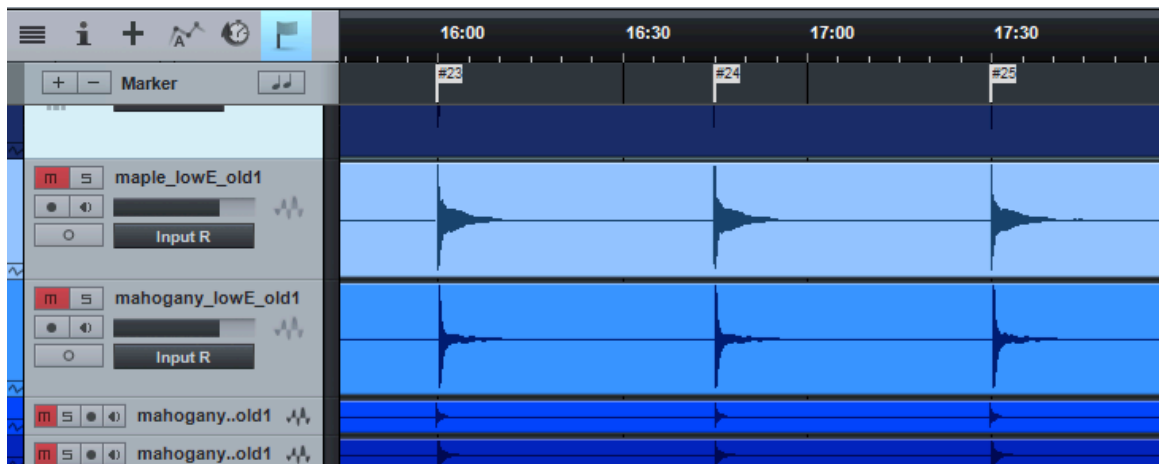 16:00 16:30 17:00 17:30
#23 #24 #25
+ − Marker
m S maple_lowE_old1
Input R
m S mahogany_lowE_old1
Input R
m S mahogany..old1
m S mahogany..old1